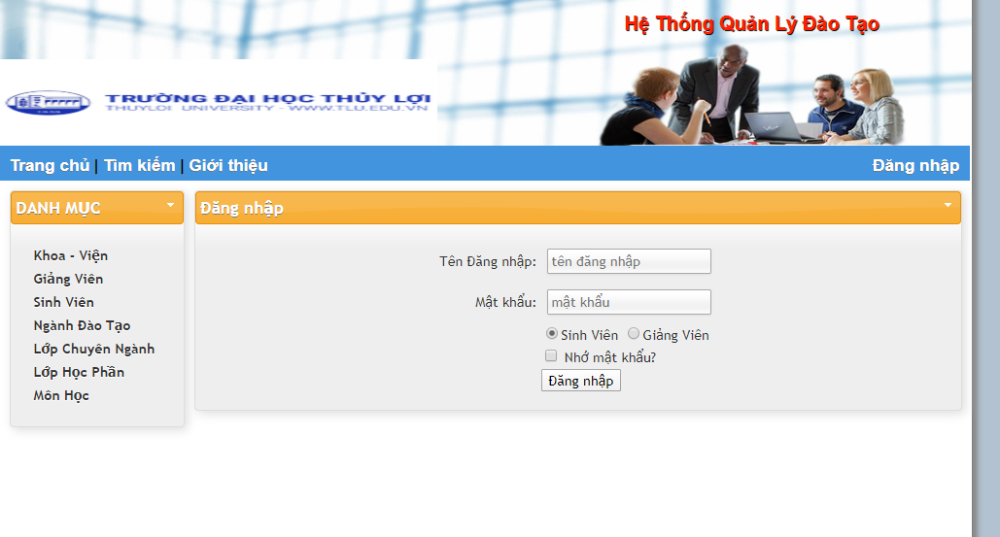 Hệ Thống Quản Lý Đào Tạo
TRƯỜNG ĐẠI HỌC THỦY LỢI
THUYLOI UNIVERSITY - WWW.TLU.EDU.VN
Trang chủ | Tìm kiếm | Giới thiệu
Đăng nhập
DANH MỤC
Khoa - Viện
Giảng Viên
Sinh Viên
Ngành Đào Tạo
Lớp Chuyên Ngành
Lớp Học Phần
Môn Học
Đăng nhập
Tên Đăng nhập: tên đăng nhập
Mật khẩu: mật khẩu
Sinh Viên Giảng Viên
Nhớ mật khẩu?
Đăng nhập